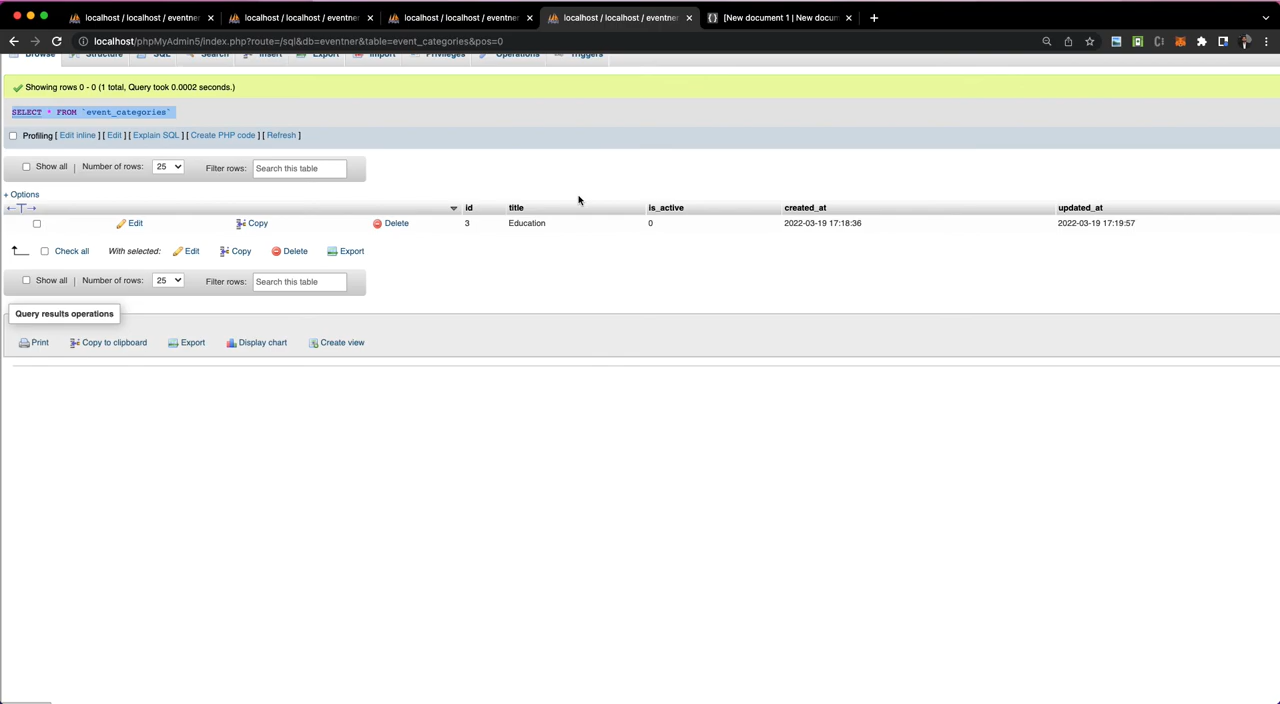 localhost / localhost / eventner
localhost / localhost / eventner
localhost / localhost / eventner
localhost / localhost / eventner
[New document 1 | New docum
localhost/phpMyAdmin5/index.php?route=/sql&db=eventner&table=event_categories&pos=0
Browse Structure SQL Search Insert Export Import Privileges Operations Triggers
Showing rows 0 - 0 (1 total, Query took 0.0002 seconds.)
SELECT * FROM `event_categories`
Profiling [ Edit inline ] [ Edit ] [ Explain SQL ] [ Create PHP code ] [ Refresh ]
Show all | Number of rows: 25 Filter rows: Search this table
+ Options
←T→ id title is_active created_at updated_at
Edit Copy Delete 3 Education 0 2022-03-19 17:18:36 2022-03-19 17:19:57
Check all With selected: Edit Copy Delete Export
Show all | Number of rows: 25 Filter rows: Search this table
Query results operations
Print Copy to clipboard Export Display chart Create view